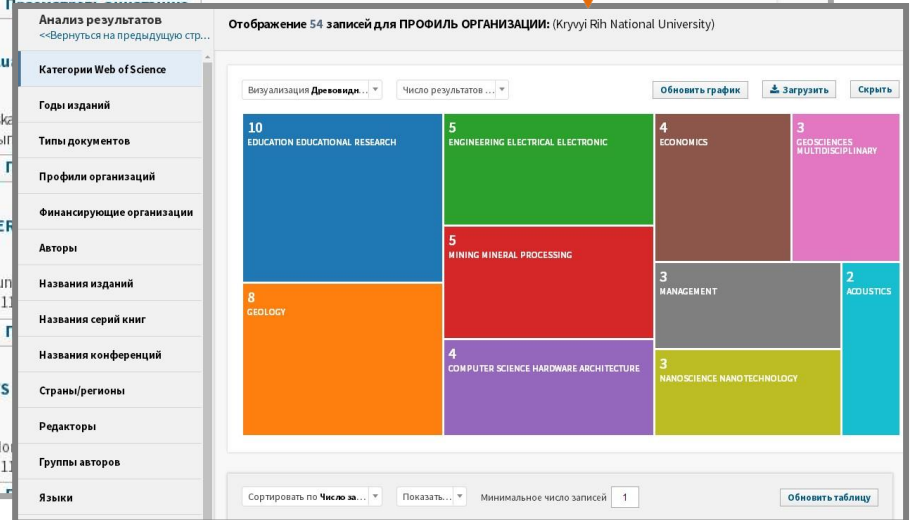 Анализ результатов
<<Вернуться на предыдущую стр...
Отображение 54 записей для ПРОФИЛЬ ОРГАНИЗАЦИИ: (Kryvyi Rih National University)
Категории Web of Science
Годы изданий
Типы документов
Профили организаций
Финансирующие организации
Авторы
Названия изданий
Названия серий книг
Названия конференций
Страны/регионы
Редакторы
Группы авторов
Языки
Визуализация Древовидн...
Число результатов ...
Обновить график
Загрузить
Скрыть
10
EDUCATION EDUCATIONAL RESEARCH
8
GEOLOGY
5
ENGINEERING ELECTRICAL ELECTRONIC
5
MINING MINERAL PROCESSING
4
COMPUTER SCIENCE HARDWARE ARCHITECTURE
4
ECONOMICS
3
GEOSCIENCES
MULTIDISCIPLINARY
3
MANAGEMENT
3
NANOSCIENCE NANOTECHNOLOGY
2
ACOUSTICS
Сортировать по Число за...
Показать...
Минимальное число записей 1
Обновить таблицу